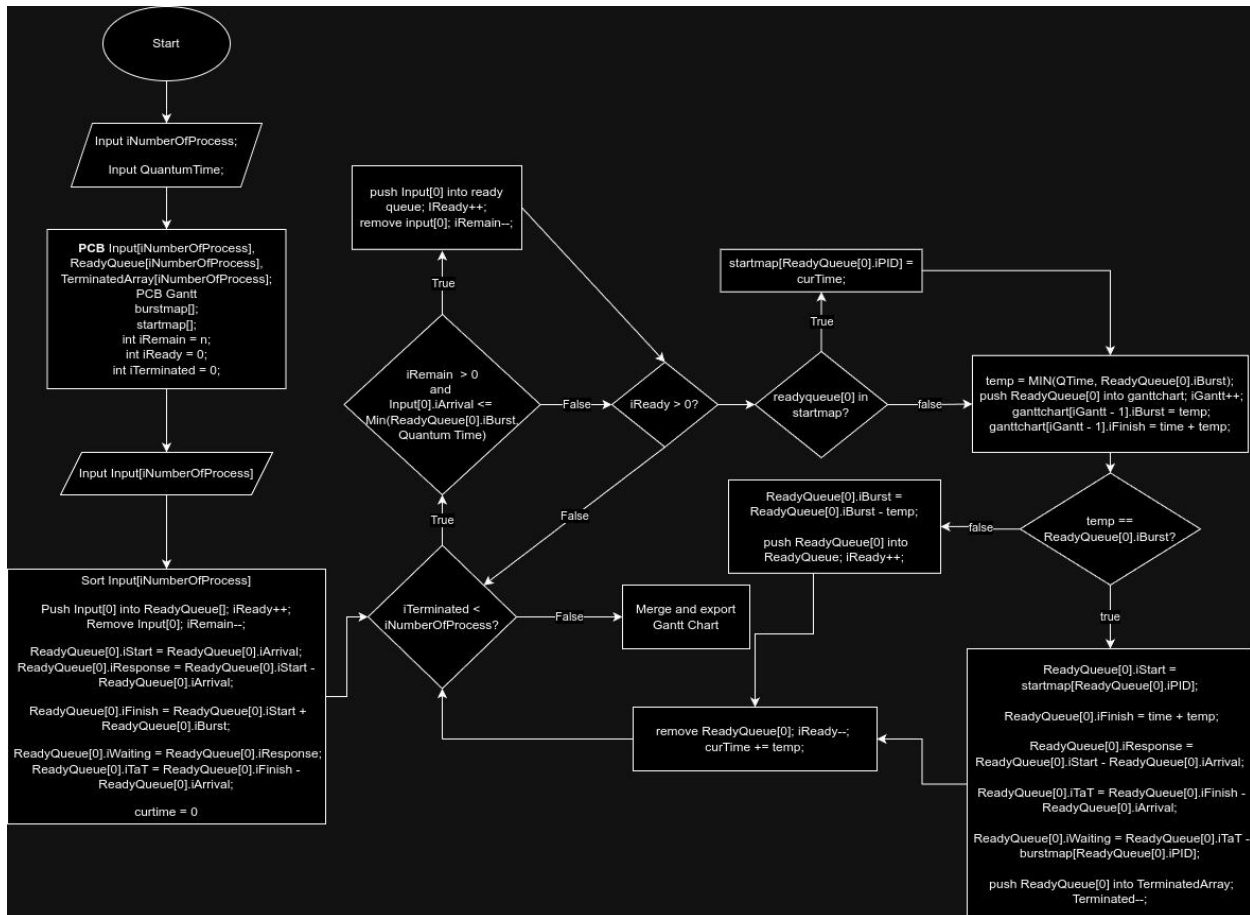 Start
Input iNumberOfProcess;
Input QuantumTime;
PCB Input[iNumberOfProcess],
ReadyQueue[iNumberOfProcess],
TerminatedArray[iNumberOfProcess];
PCB Gantt
burstmap[];
startmap[];
int iRemain = n;
int iReady = 0;
int iTerminated = 0;
Input Input[iNumberOfProcess]
Sort Input[iNumberOfProcess]
Push Input[0] into ReadyQueue[]; iReady++;
Remove Input[0]; iRemain--;
ReadyQueue[0].iStart = ReadyQueue[0].iArrival;
ReadyQueue[0].iResponse = ReadyQueue[0].iStart -
ReadyQueue[0].iArrival;
ReadyQueue[0].iFinish = ReadyQueue[0].iStart +
ReadyQueue[0].iBurst;
ReadyQueue[0].iWaiting = ReadyQueue[0].iResponse;
ReadyQueue[0].iTaT = ReadyQueue[0].iFinish -
ReadyQueue[0].iArrival;
curtime = 0
iTerminated <
iNumberOfProcess?
True
False
Merge and export
Gantt Chart
iRemain > 0
and
Input[0].iArrival <=
Min(ReadyQueue[0].iBurst,
Quantum Time)
True
False
push Input[0] into ready
queue; IReady++;
remove input[0]; iRemain--;
iReady > 0?
False
readyqueue[0] in
startmap?
True
false
startmap[ReadyQueue[0].iPID] =
curTime;
temp = MIN(QTime, ReadyQueue[0].iBurst);
push ReadyQueue[0] into ganttchart; iGantt++;
ganttchart[iGantt - 1].iBurst = temp;
ganttchart[iGantt - 1].iFinish = time + temp;
temp ==
ReadyQueue[0].iBurst?
false
true
ReadyQueue[0].iBurst =
ReadyQueue[0].iBurst - temp;
push ReadyQueue[0] into
ReadyQueue; iReady++;
ReadyQueue[0].iStart =
startmap[ReadyQueue[0].iPID];
ReadyQueue[0].iFinish = time + temp;
ReadyQueue[0].iResponse =
ReadyQueue[0].iStart - ReadyQueue[0].iArrival;
ReadyQueue[0].iTaT = ReadyQueue[0].iFinish -
ReadyQueue[0].iArrival;
ReadyQueue[0].iWaiting = ReadyQueue[0].iTaT -
burstmap[ReadyQueue[0].iPID];
push ReadyQueue[0] into TerminatedArray;
Terminated--;
remove ReadyQueue[0]; iReady--;
curTime += temp;